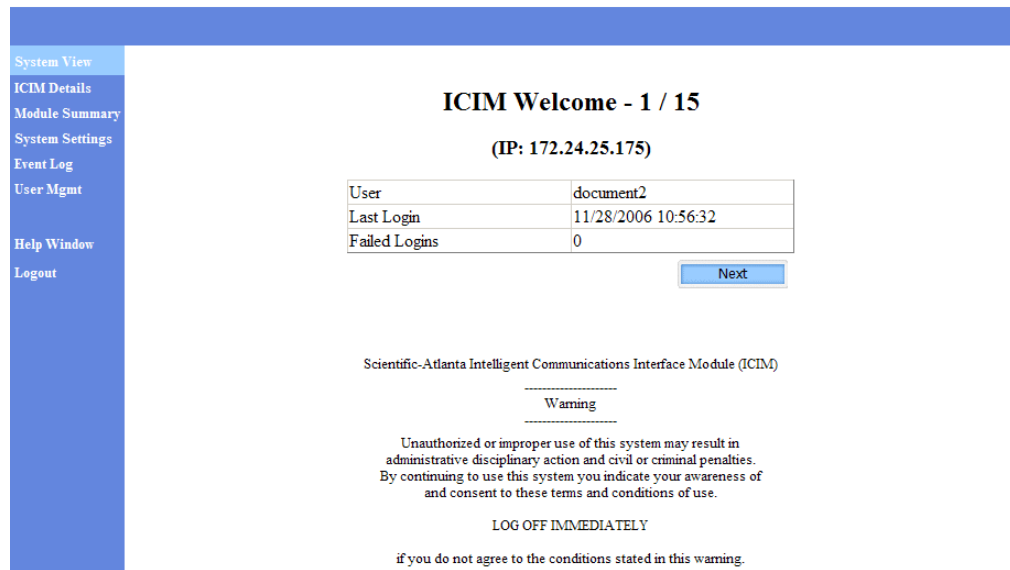 System View
ICIM Details
Module Summary
System Settings
Event Log
User Mgmt
Help Window
Logout
ICIM Welcome - 1 / 15
(IP: 172.24.25.175)
User document2
Last Login 11/28/2006 10:56:32
Failed Logins 0
Next
Scientific-Atlanta Intelligent Communications Interface Module (ICIM)
---------------------
Warning
---------------------
Unauthorized or improper use of this system may result in
administrative disciplinary action and civil or criminal penalties.
By continuing to use this system you indicate your awareness of
and consent to these terms and conditions of use.
LOG OFF IMMEDIATELY
if you do not agree to the conditions stated in this warning.